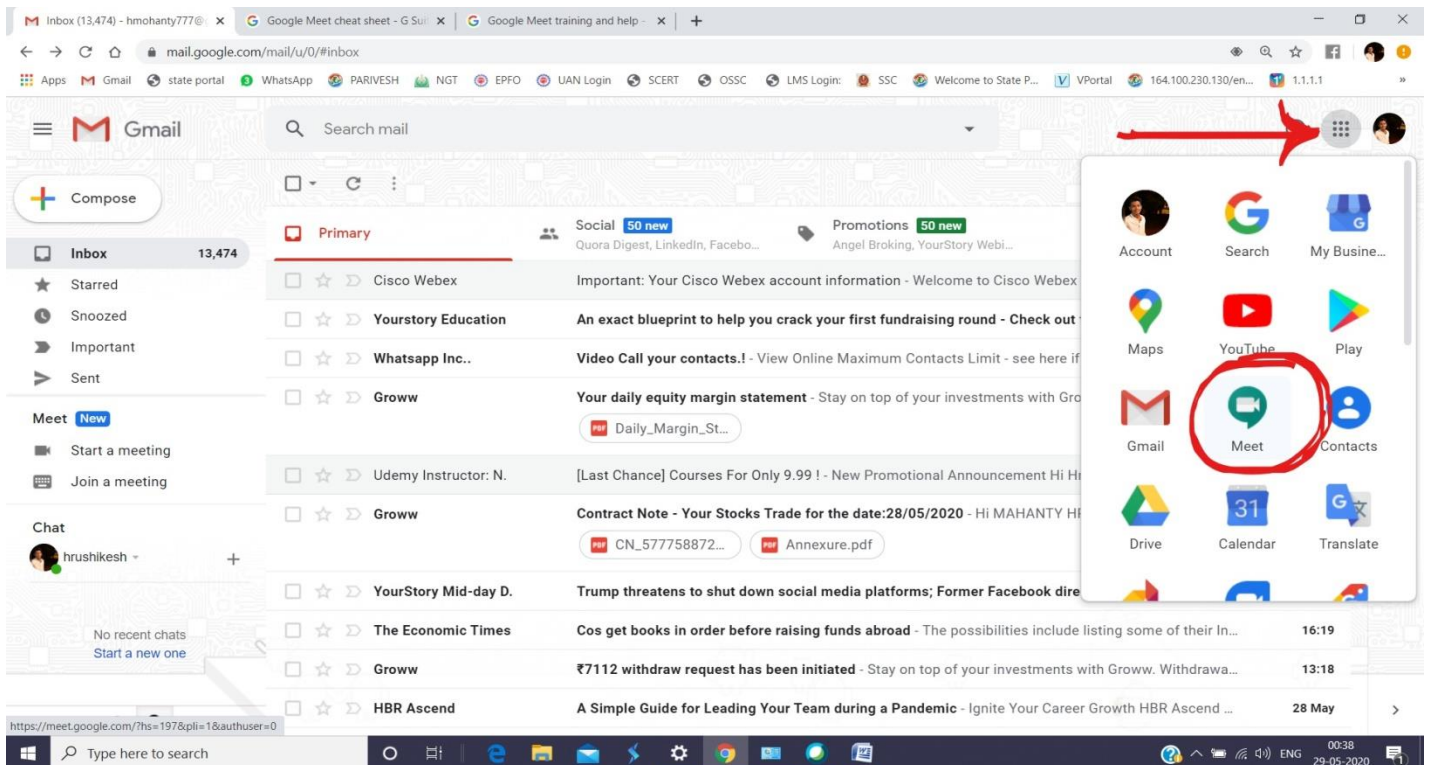 Inbox (13,474) - hmohanty777@
Google Meet cheat sheet - G Sui
Google Meet training and help -
mail.google.com/mail/u/0/#inbox
Apps Gmail state portal WhatsApp PARIVESH NGT EPFO UAN Login SCERT OSSC LMS Login: SSC Welcome to State P... VPortal 164.100.230.130/en... 1.1.1.1 »
Gmail
Search mail
Compose
Inbox 13,474
Starred
Snoozed
Important
Sent
Meet New
Start a meeting
Join a meeting
Chat
hrushikesh
No recent chats
Start a new one
https://meet.google.com/?hs=197&pli=1&authuser=0
Primary
Social 50 new
Quora Digest, LinkedIn, Facebo...
Promotions 50 new
Angel Broking, YourStory Webi...
Cisco Webex Important: Your Cisco Webex account information - Welcome to Cisco Webex
Yourstory Education An exact blueprint to help you crack your first fundraising round - Check out
Whatsapp Inc.. Video Call your contacts.! - View Online Maximum Contacts Limit - see here if
Groww Your daily equity margin statement - Stay on top of your investments with Gro
PDF Daily_Margin_St...
Udemy Instructor: N. [Last Chance] Courses For Only 9.99 ! - New Promotional Announcement Hi
Groww Contract Note - Your Stocks Trade for the date:28/05/2020 - Hi MAHANTY
PDF CN_577758872... PDF Annexure.pdf
YourStory Mid-day D. Trump threatens to shut down social media platforms; Former Facebook dire
The Economic Times Cos get books in order before raising funds abroad - The possibilities include listing some of their In... 16:19
Groww ₹7112 withdraw request has been initiated - Stay on top of your investments with Groww. Withdrawa... 13:18
HBR Ascend A Simple Guide for Leading Your Team during a Pandemic - Ignite Your Career Growth HBR Ascend ... 28 May
Account Search My Busine...
G
Maps YouTube Play
Gmail Meet Contacts
31
G
Drive Calendar Translate
Type here to search
ENG
00:38
29-05-2020